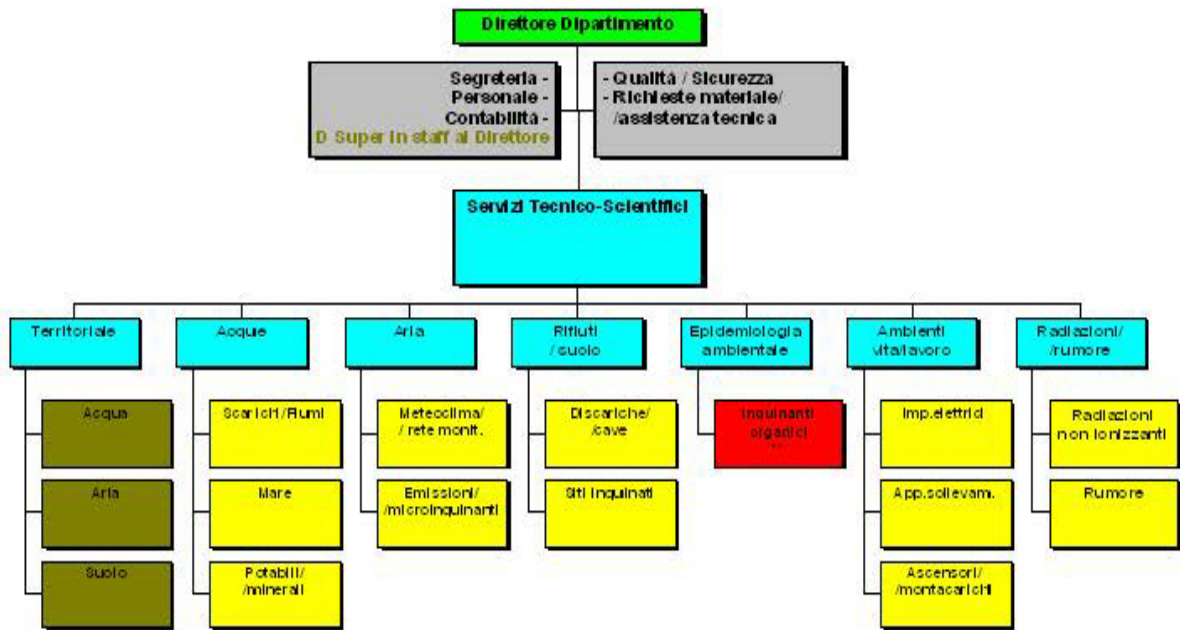 Direttore Dipartimento
Segreteria -
Personale -
Contabilità -
D Super in staff al Direttore
- Qualità / Sicurezza
- Richieste materiale/
/assistenza tecnica
Servizi Tecnico-Scientifici
Territoriale
Acqua
Aria
Suolo
Acque
Scarichi/Fiumi
Mare
Potabili/
/minerali
Aria
Meteoclima/
/ rete monit.
Emissioni/
/microinquinanti
Rifiuti
/suolo
Discariche/
/cave
Siti inquinati
Epidemiologia
ambientale
Inquinanti
organici
...
Ambienti
vita/lavoro
Imp.elettrici
App.sollevam.
Ascensori/
/montacarichi
Radiazioni/
/rumore
Radiazioni
non ionizzanti
Rumore